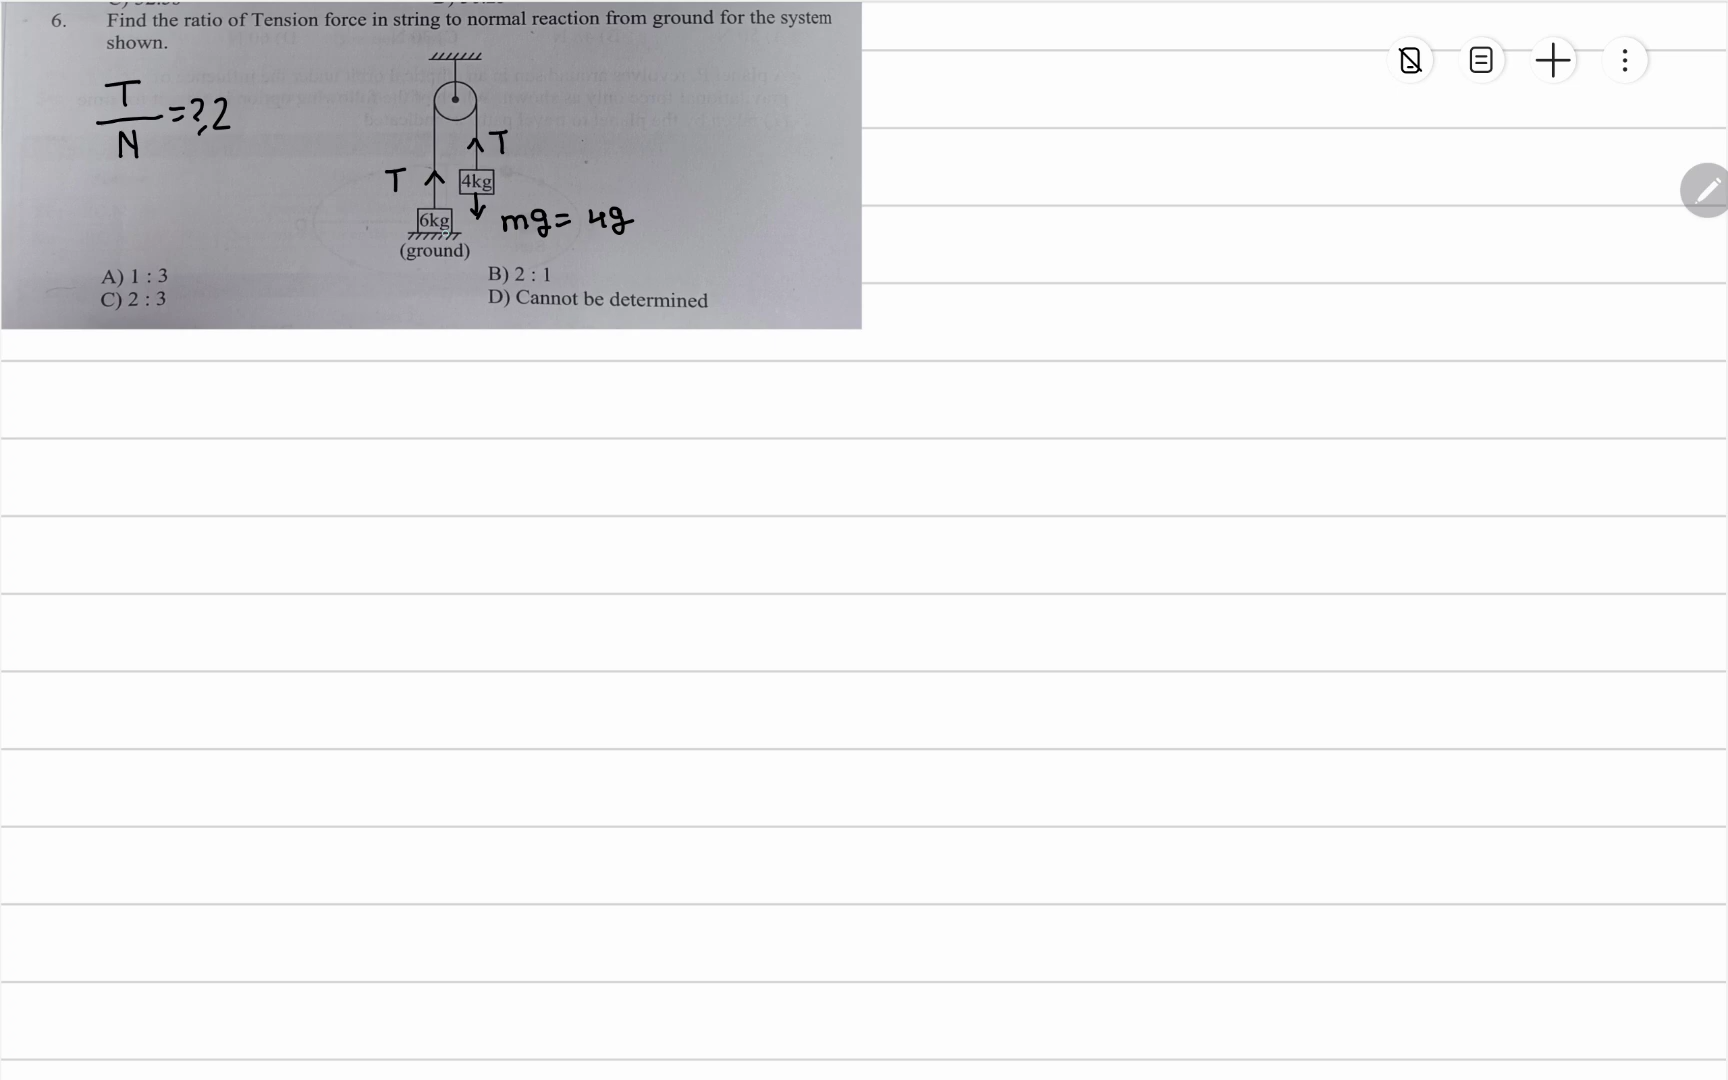 6. Find the ratio of Tension force in string to normal reaction from ground for the system
shown.
T
N
=?2
T
T
4kg
6kg
mg = 4g
(ground)
A) 1 : 3
B) 2 : 1
C) 2 : 3
D) Cannot be determined